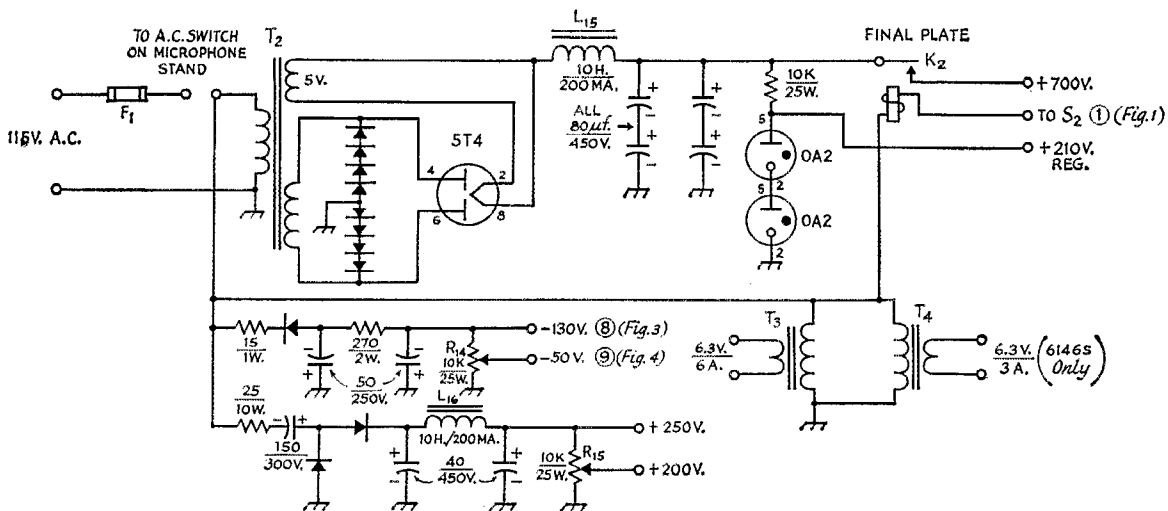 TO A.C. SWITCH
ON MICROPHONE
STAND
F1
115V. A.C.
T2
5V.
5T4
4
6
2
8
L15
10H.
200MA.
ALL
80μf.
450V.
10K
25W.
5
0A2
2
5
0A2
2
FINAL PLATE
K2
+700V.
TO S2 ① (Fig.1)
+210V.
REG.
15
1W.
270
2W.
50
250V.
R14
10K
25W.
-130V. ⑧ (Fig.3)
-50V. ⑨ (Fig.4)
25
10W.
150
300V.
L16
10H./200MA.
40
450V.
10K
25W.
R15
+250V.
+200V.
T3
6.3V.
6A.
T4
6.3V.
3A.
(6146s
Only)